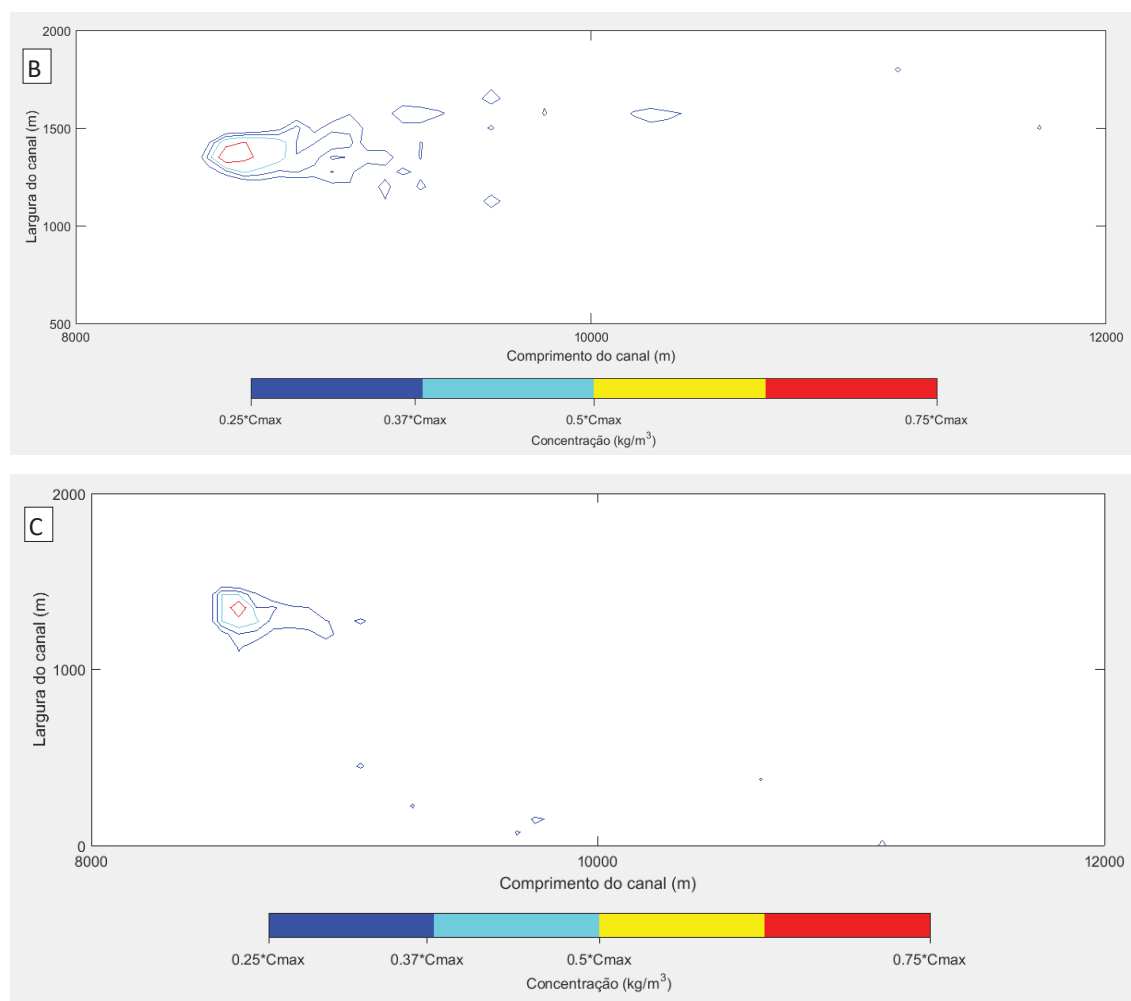 B
2000
1500
1000
500
Largura do canal (m)
8000 10000 12000
Comprimento do canal (m)
0.25*Cmax 0.37*Cmax 0.5*Cmax 0.75*Cmax
Concentração (kg/m³)
C
2000
1000
0
Largura do canal (m)
8000 10000 12000
Comprimento do canal (m)
0.25*Cmax 0.37*Cmax 0.5*Cmax 0.75*Cmax
Concentração (kg/m³)